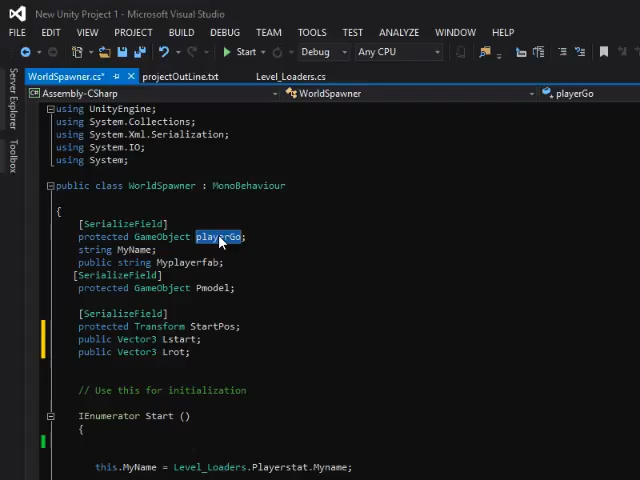 New Unity Project 1 - Microsoft Visual Studio
FILE EDIT VIEW PROJECT BUILD DEBUG TEAM TOOLS TEST ANALYZE WINDOW HELP
Start Debug Any CPU
WorldSpawner.cs* projectOutLine.txt Level_Loaders.cs
Assembly-CSharp WorldSpawner playerGo
Server Explorer
Toolbox
using UnityEngine;
using System.Collections;
using System.Xml.Serialization;
using System.IO;
using System;
public class WorldSpawner : MonoBehaviour
{
[SerializeField]
protected GameObject playerGo;
string MyName;
public string Myplayerfab;
[SerializeField]
protected GameObject Pmodel;
[SerializeField]
protected Transform StartPos;
public Vector3 Lstart;
public Vector3 Lrot;
// Use this for initialization
IEnumerator Start ()
{
this.MyName = Level_Loaders.Playerstat.Myname;